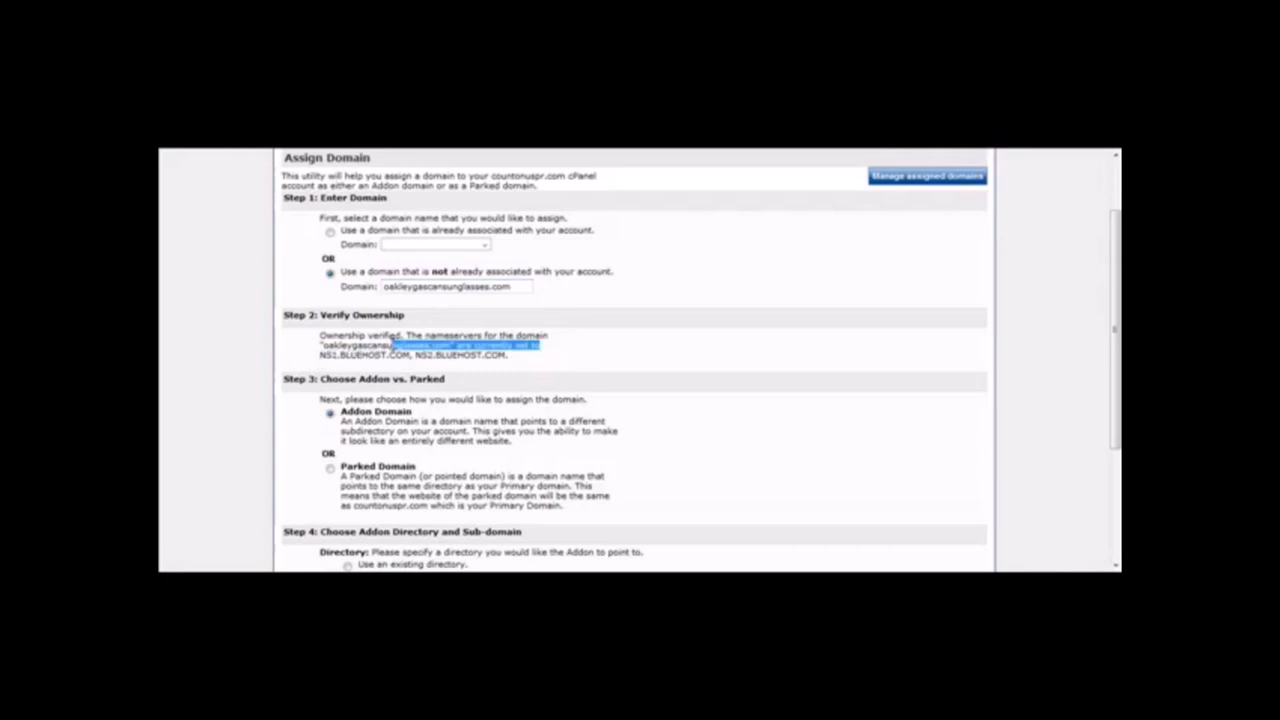 Assign Domain
This utility will help you assign a domain to your countonuspr.com cPanel
account as either an Addon domain or as a Parked domain.
Manage assigned domains
Step 1: Enter Domain
First, select a domain name that you would like to assign.
Use a domain that is already associated with your account.
Domain:
OR
Use a domain that is not already associated with your account.
Domain: oakleygascansunglasses.com
Step 2: Verify Ownership
Ownership verified. The nameservers for the domain
"oakleygascansunglasses.com" are currently set to
NS1.BLUEHOST.COM, NS2.BLUEHOST.COM.
Step 3: Choose Addon vs. Parked
Next, please choose how you would like to assign the domain.
Addon Domain
An Addon Domain is a domain name that points to a different
subdirectory on your account. This gives you the ability to make
it look like an entirely different website.
OR
Parked Domain
A Parked Domain (or pointed domain) is a domain name that
points to the same directory as your Primary domain. This
means that the website of the parked domain will be the same
as countonuspr.com which is your Primary Domain.
Step 4: Choose Addon Directory and Sub-domain
Directory: Please specify a directory you would like the Addon to point to.
Use an existing directory.